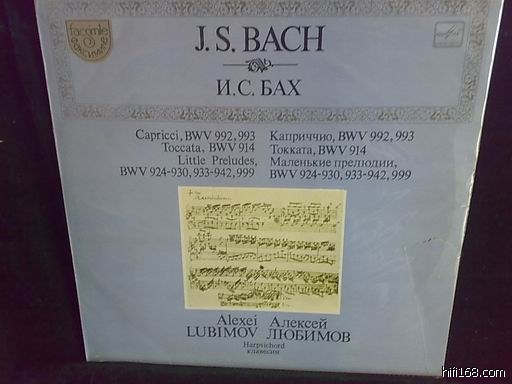 facomile
факсимиле
J. S. BACH
И. С. БАХ
Capricci, BWV 992, 993
Toccata, BWV 914
Little Preludes,
BWV 924-930, 933-942, 999
Каприччио, BWV 992, 993
Токката, BWV 914
Маленькие прелюдии,
BWV 924-930, 933-942, 999
Alexei
LUBIMOV
Алексей
ЛЮБИМОВ
Harpsichord
клавесин
hifi168.com